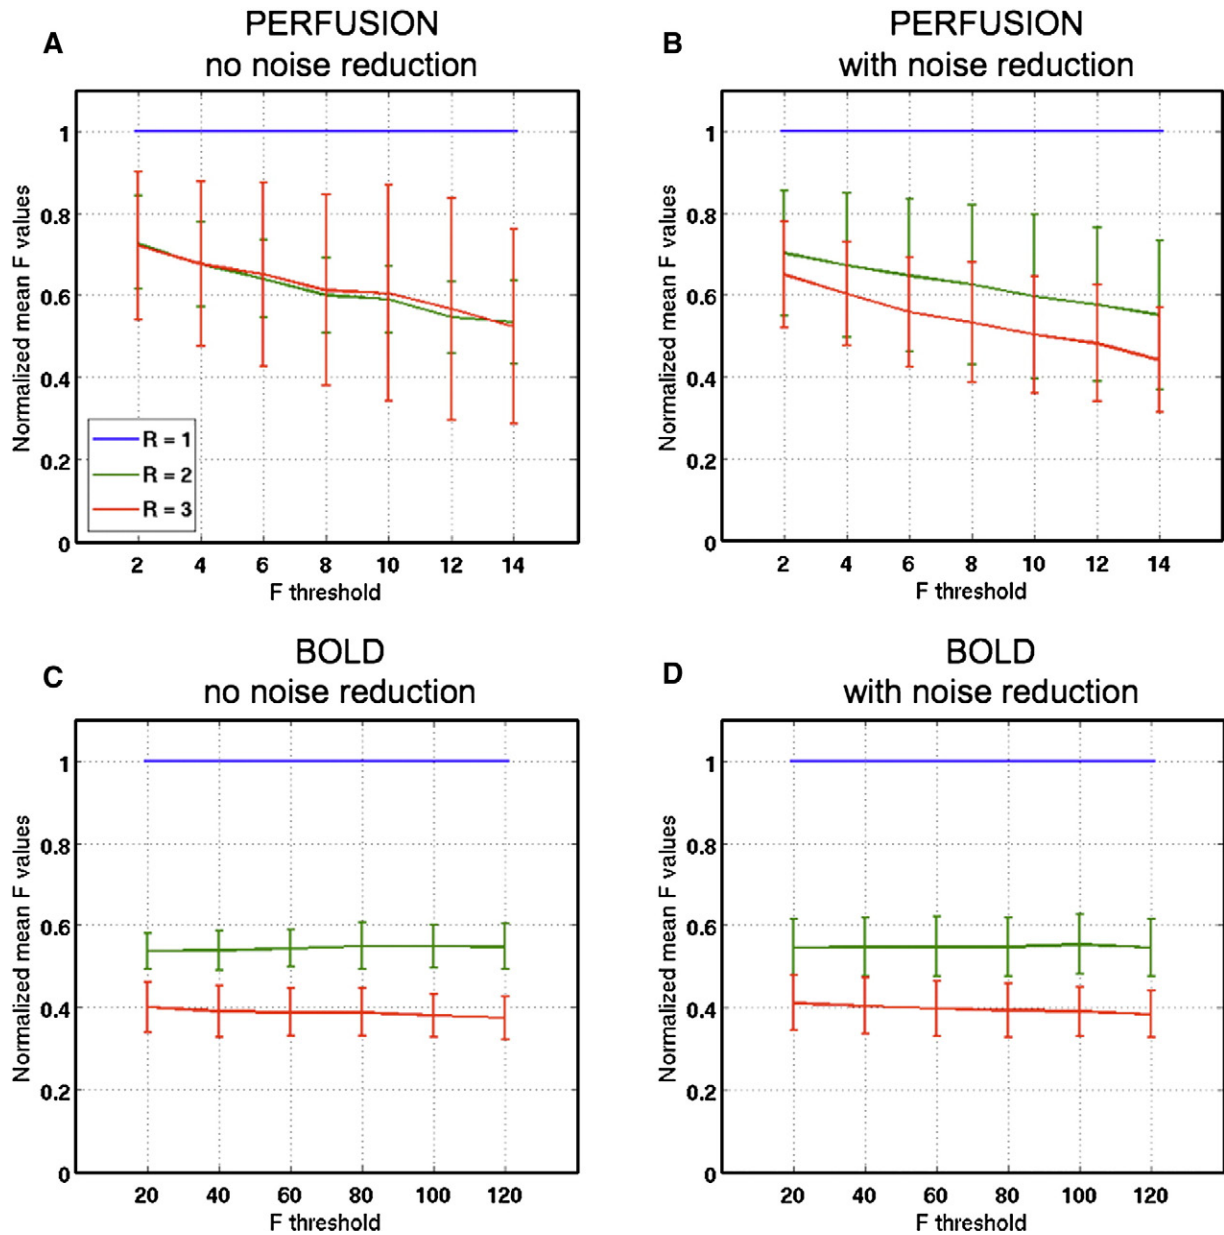 A
PERFUSION
no noise reduction
Normalized mean F values
1
0.8
0.6
0.4
0.2
0
R = 1
R = 2
R = 3
2 4 6 8 10 12 14
F threshold
B
PERFUSION
with noise reduction
Normalized mean F values
1
0.8
0.6
0.4
0.2
0
2 4 6 8 10 12 14
F threshold
C
BOLD
no noise reduction
Normalized mean F values
1
0.8
0.6
0.4
0.2
0
20 40 60 80 100 120
F threshold
D
BOLD
with noise reduction
Normalized mean F values
1
0.8
0.6
0.4
0.2
0
20 40 60 80 100 120
F threshold